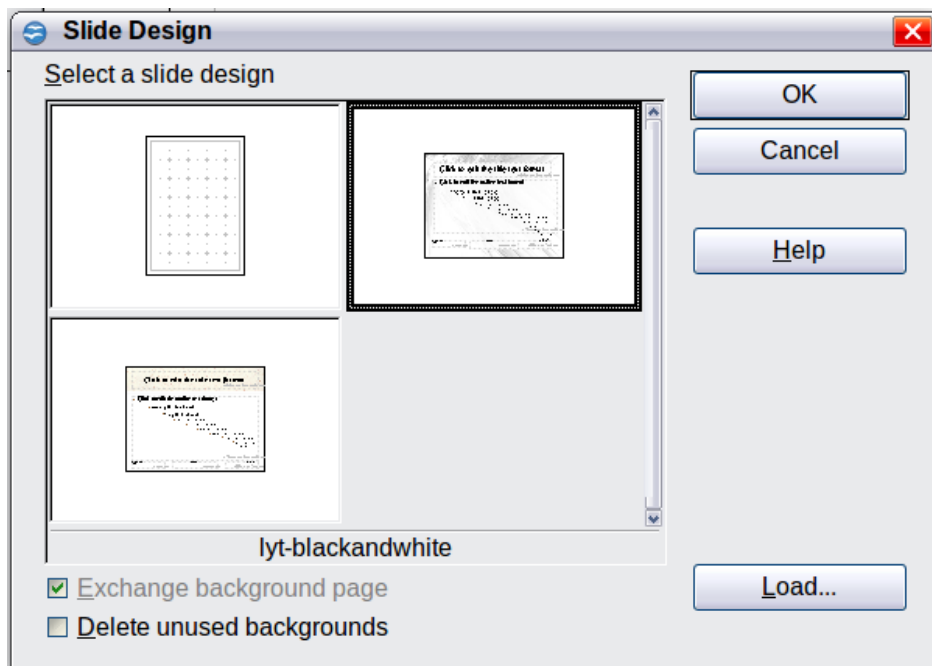 Slide Design
Select a slide design
OK
Cancel
Help
lyt-blackandwhite
Exchange background page
Load...
Delete unused backgrounds